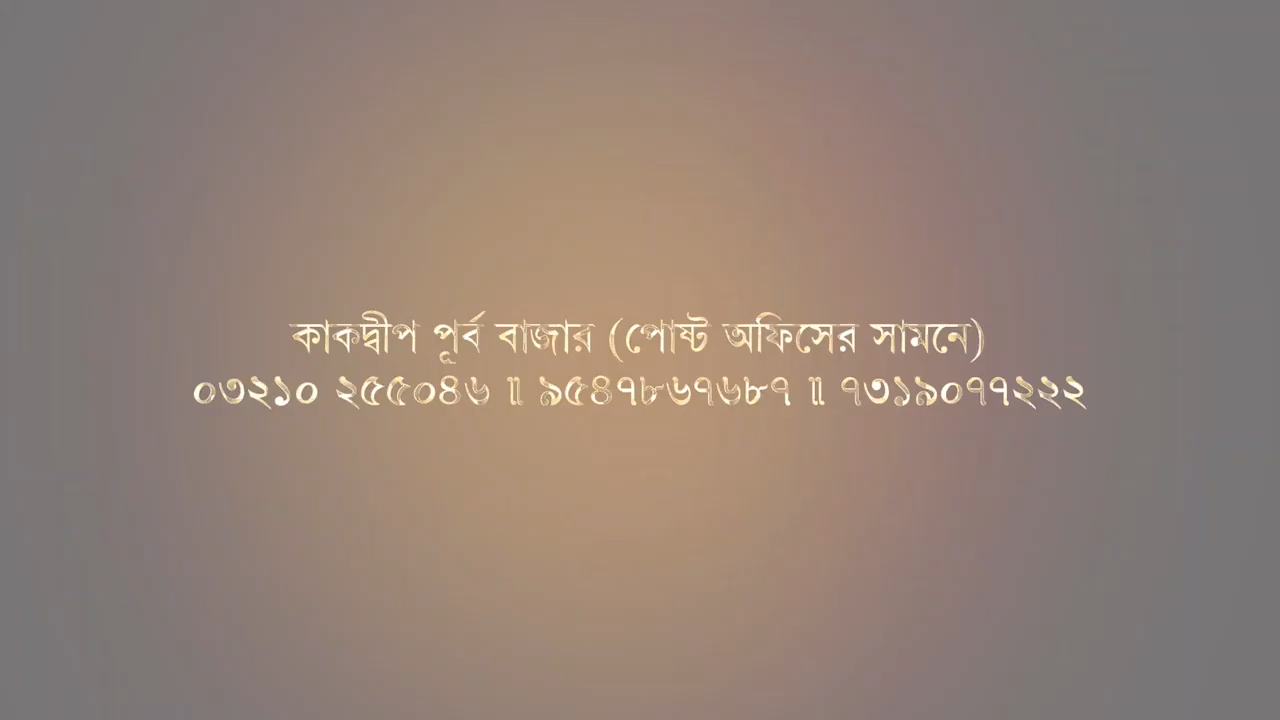 কাকদ্বীপ পূর্ব বাজার (পোষ্ট অফিসের সামনে)
০৩২১০ ২৫৫০৪৬ ॥ ৯৫৪৭৮৬৭৬৮৭ ॥ ৭৩১৯০৭৭২২২